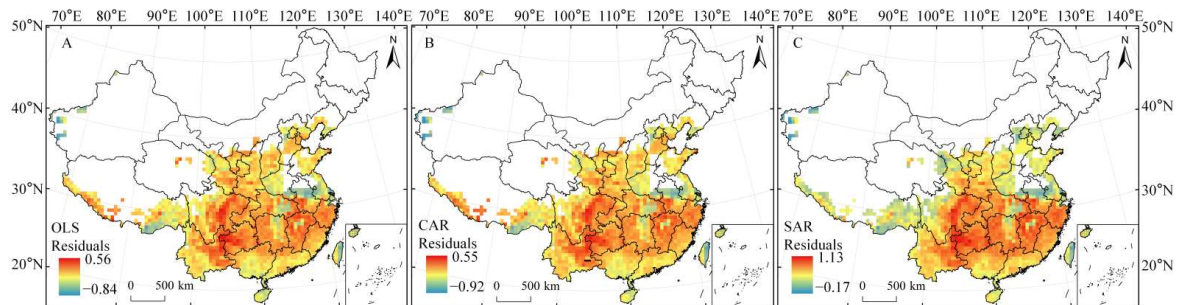 80°E 90°E 100°E 110°E 120°E 130°E 140°E 70°E 80°E 90°E 100°E 110°E 120°E 130°E 140°E 70°E 80°E 90°E 100°E 110°E 120°E 130°E 140°E
50°N 50°N
A N B N C N
40°N 40°N
30°N 30°N
20°N 20°N
OLS
Residuals
0.56
−0.84
0 500 km
CAR
Residuals
0.55
−0.92
0 500 km
SAR
Residuals
1.13
−0.17
0 500 km